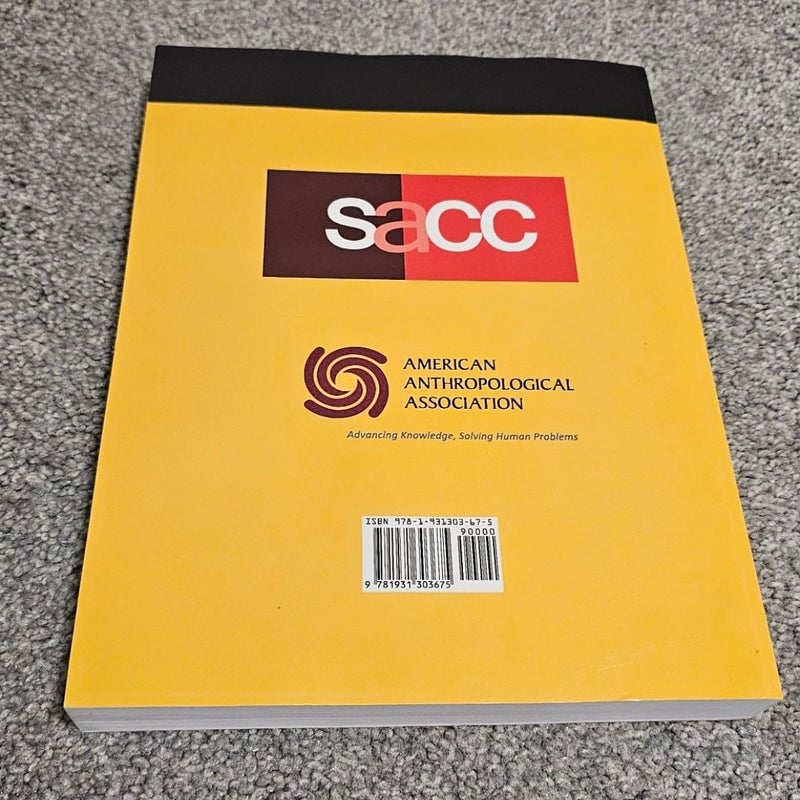 sacc
AMERICAN
ANTHROPOLOGICAL
ASSOCIATION
Advancing Knowledge, Solving Human Problems
ISBN 978-1-931303-67-5
90000
9 781931 303675